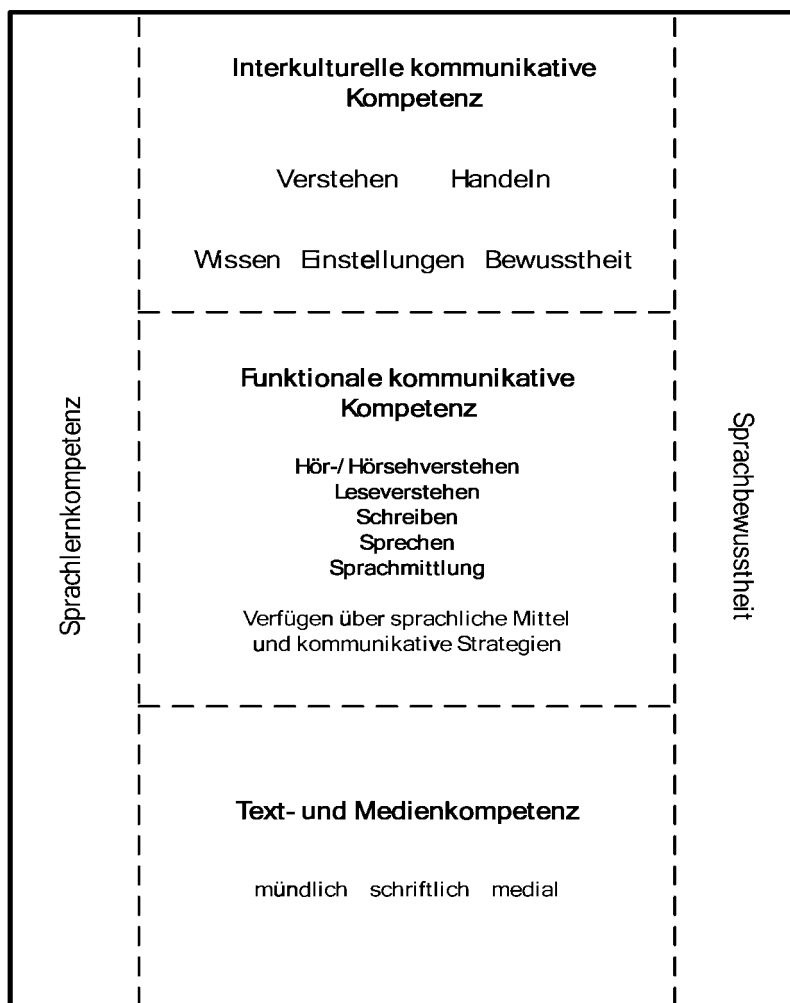 Interkulturelle kommunikative
Kompetenz
Verstehen Handeln
Wissen Einstellungen Bewusstheit
Sprachlernkompetenz
Funktionale kommunikative
Kompetenz
Hör-/ Hörsehverstehen
Leseverstehen
Schreiben
Sprechen
Sprachmittlung
Verfügen über sprachliche Mittel
und kommunikative Strategien
Sprachbewusstheit
Text- und Medienkompetenz
mündlich schriftlich medial